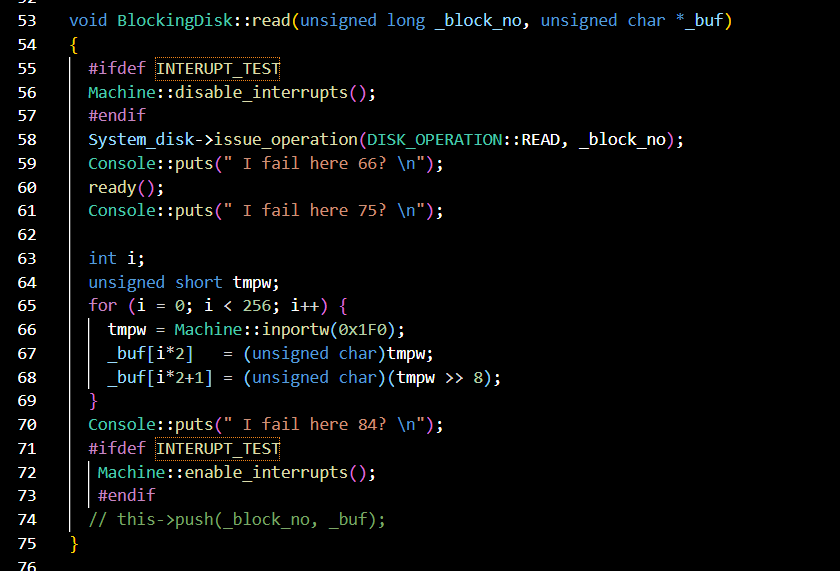 53 void BlockingDisk::read(unsigned long _block_no, unsigned char *_buf)
54 {
55 #ifdef INTERUPT_TEST
56 Machine::disable_interrupts();
57 #endif
58 System_disk->issue_operation(DISK_OPERATION::READ, _block_no);
59 Console::puts(" I fail here 66? \n");
60 ready();
61 Console::puts(" I fail here 75? \n");
62
63 int i;
64 unsigned short tmpw;
65 for (i = 0; i < 256; i++) {
66 tmpw = Machine::inportw(0x1F0);
67 _buf[i*2]   = (unsigned char)tmpw;
68 _buf[i*2+1] = (unsigned char)(tmpw >> 8);
69 }
70 Console::puts(" I fail here 84? \n");
71 #ifdef INTERUPT_TEST
72 Machine::enable_interrupts();
73 #endif
74 // this->push(_block_no, _buf);
75 }
76